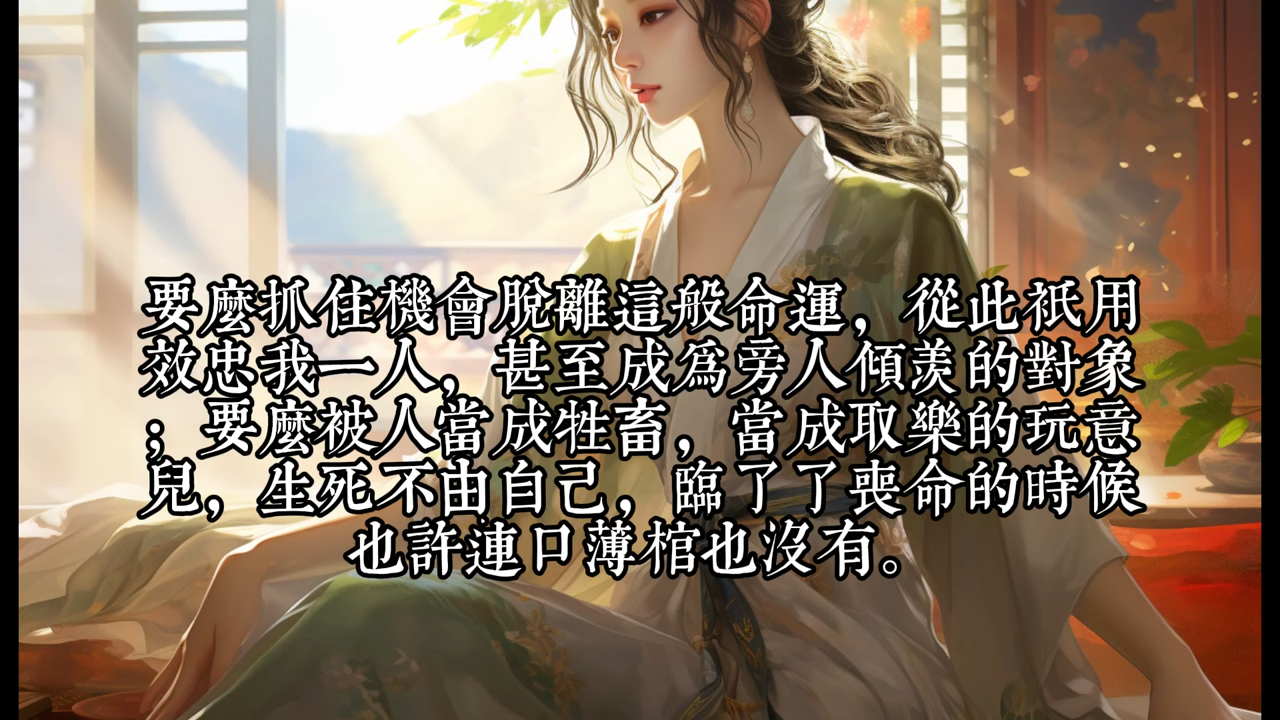 要麼抓住機會脫離這般命運，從此衹用
效忠我一人，甚至成爲旁人傾羨的對象
；要麼被人當成牲畜，當成取樂的玩意
兒，生死不由自己，臨了了喪命的時候
也許連口薄棺也沒有。